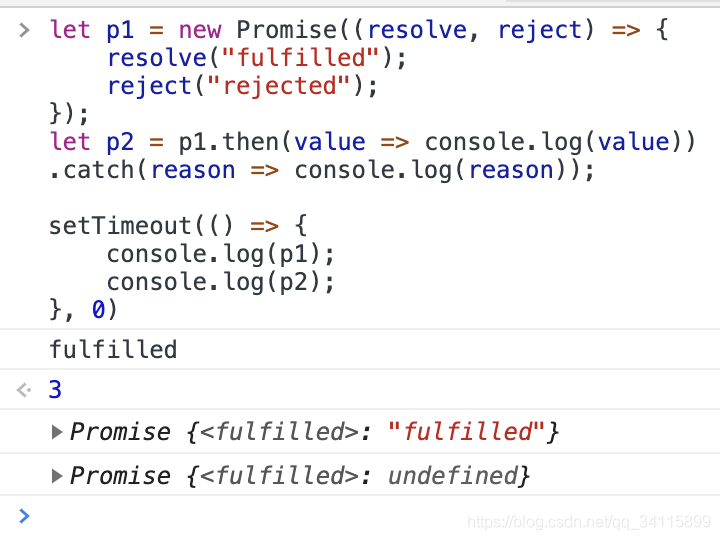 > let p1 = new Promise((resolve, reject) => {
    resolve("fulfilled");
    reject("rejected");
});
let p2 = p1.then(value => console.log(value))
.catch(reason => console.log(reason));

setTimeout(() => {
    console.log(p1);
    console.log(p2);
}, 0)
fulfilled
3
Promise {<fulfilled>: "fulfilled"}
Promise {<fulfilled>: undefined}
>
https://blog.csdn.net/qq_34115899